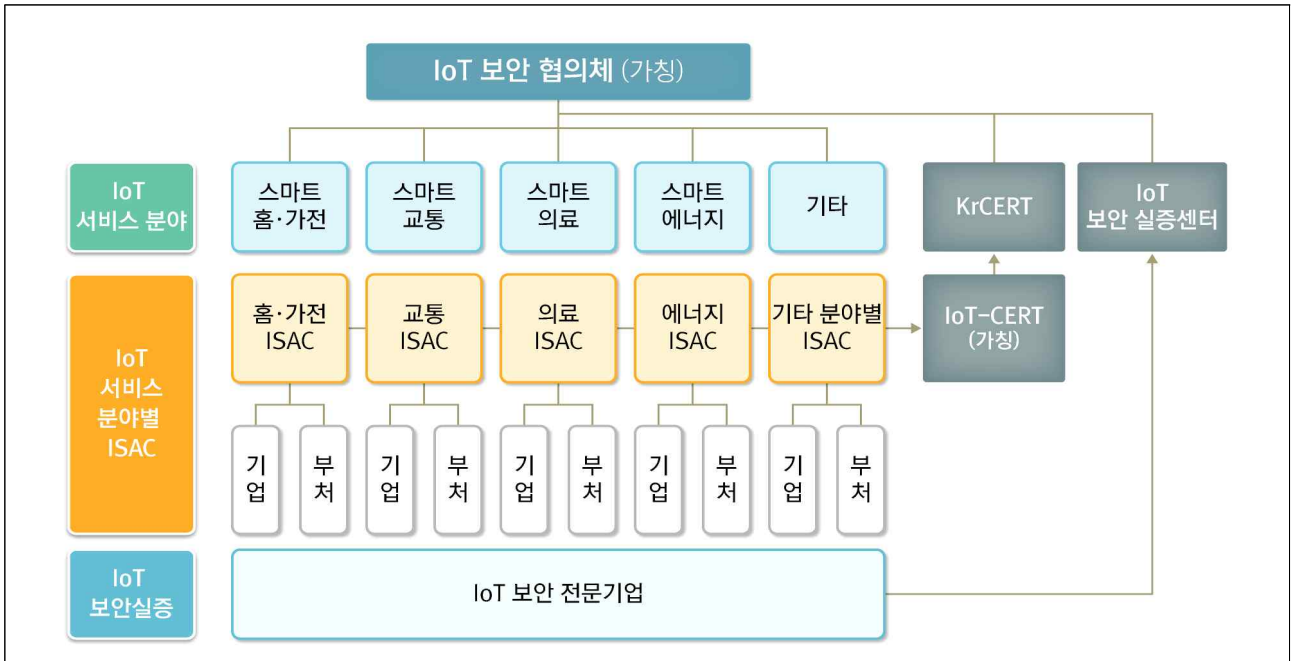 IoT 보안 협의체 (가칭)
IoT
서비스 분야
스마트
홈·가전
스마트
교통
스마트
의료
스마트
에너지
기타
KrCERT
IoT
보안 실증센터
IoT
서비스
분야별
ISAC
홈·가전
ISAC
교통
ISAC
의료
ISAC
에너지
ISAC
기타 분야별
ISAC
IoT-CERT
(가칭)
기
업
부
처
기
업
부
처
기
업
부
처
기
업
부
처
기
업
부
처
IoT
보안실증
IoT 보안 전문기업